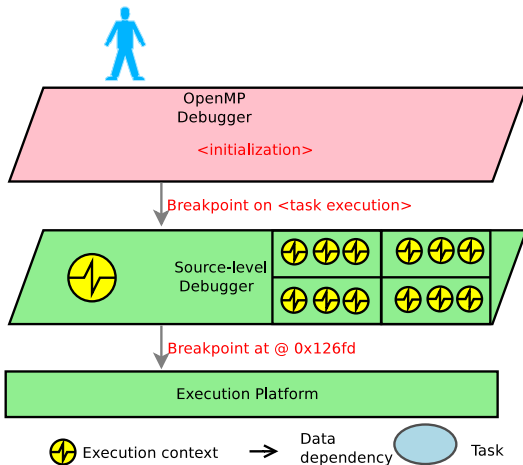 OpenMP
Debugger
<initialization>
Breakpoint on <task execution>
Source-level
Debugger
Breakpoint at @ 0x126fd
Execution Platform
Execution context
Data
dependency
Task